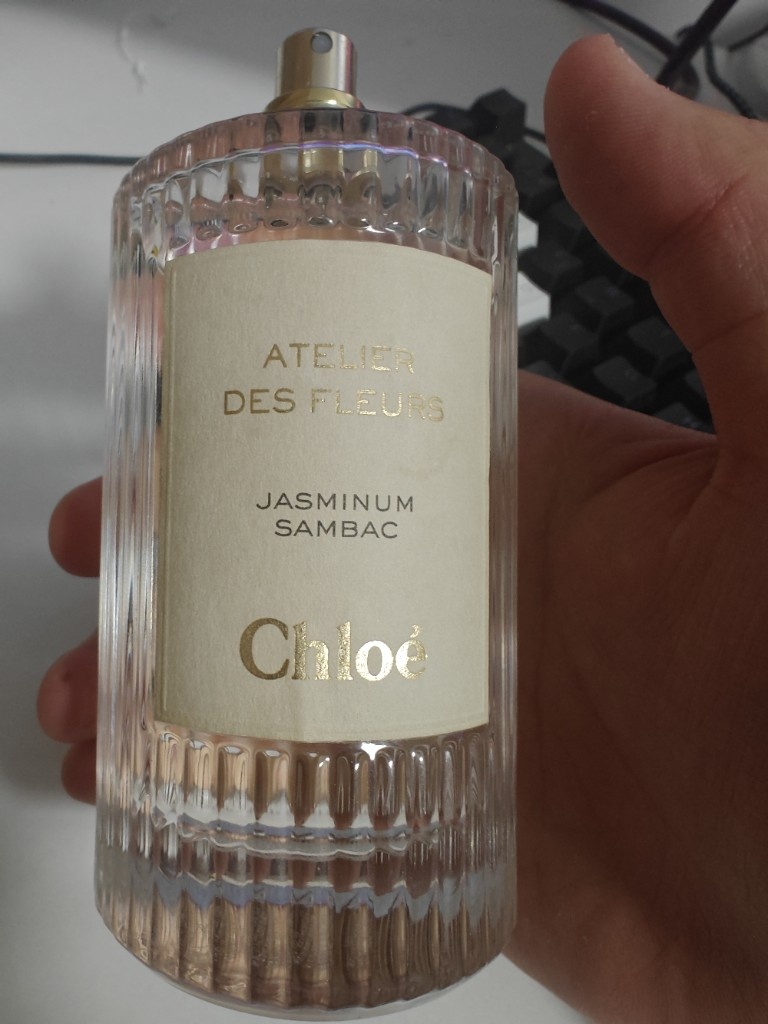 ATELIER
DES FLEURS
JASMINUM
SAMBAC
Chloé